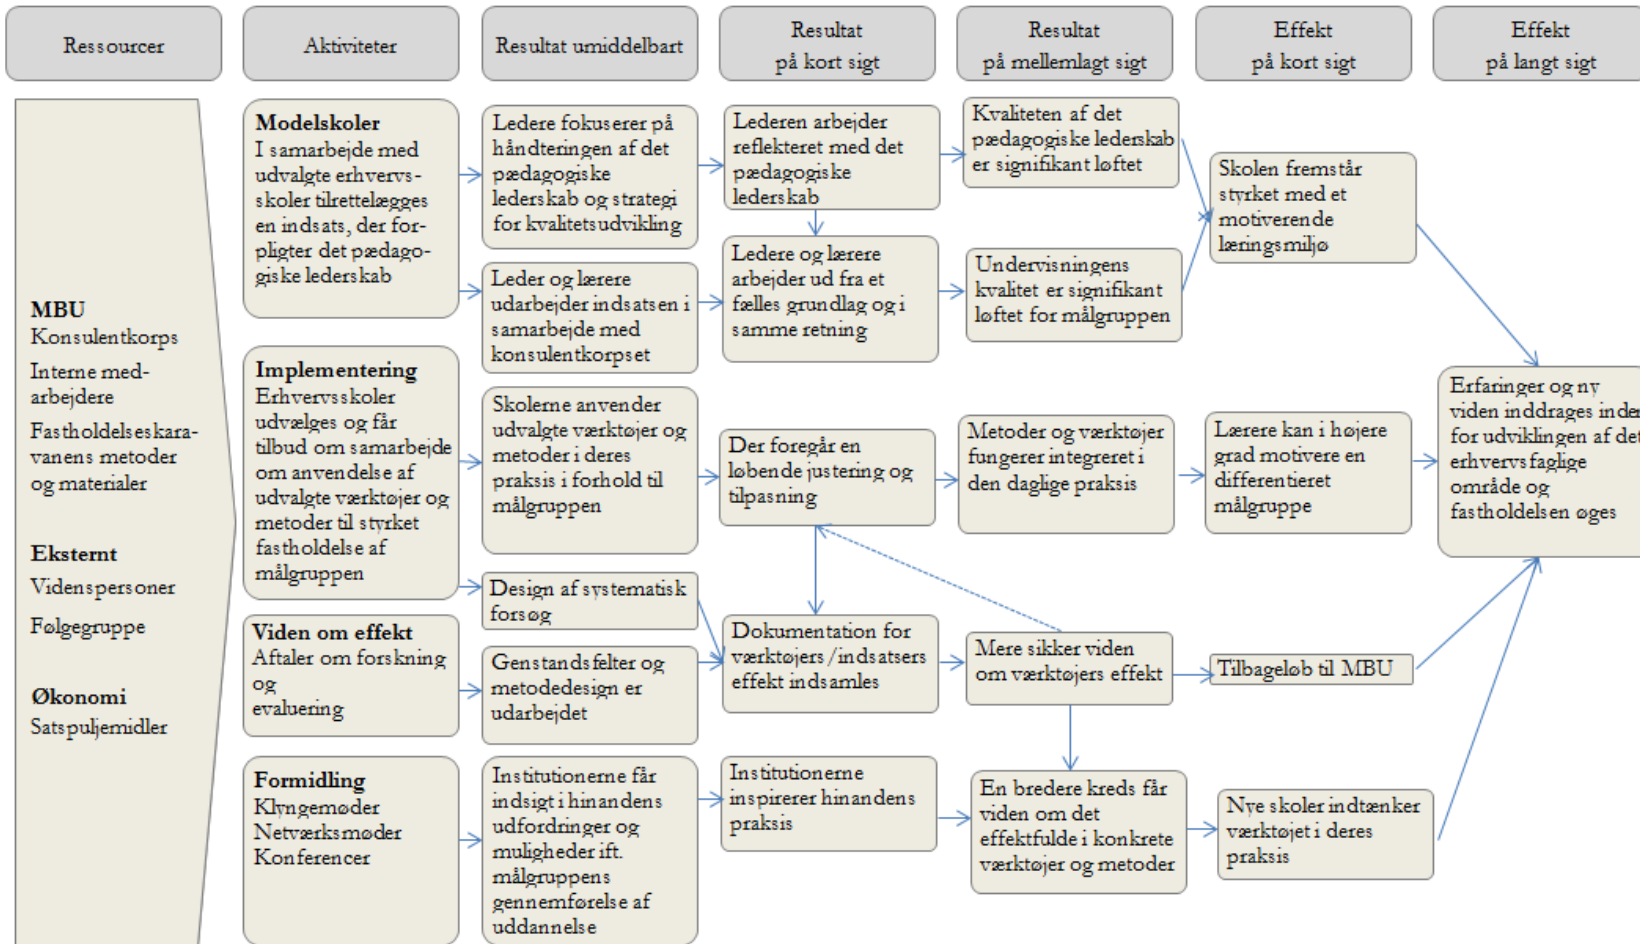 Ressourcer
Aktiviteter
Resultat umiddelbart
Resultat
på kort sigt
Resultat
på mellemlagt sigt
Effekt
på kort sigt
Effekt
på langt sigt
MBU
Konsulentkorps
Interne med-
arbejdere
Fastholdelseskara-
vanens metoder
og materialer
Eksternt
Videnspersoner
Følgegruppe
Økonomi
Satspuljemidler
Modelskoler
I samarbejde med
udvalgte erhvervs-
skoler tilrettelægges
en indsats, der for-
pligter det pædago-
giske lederskab
Implementering
Erhvervsskoler
udvælges og får
tilbud om samarbejde
om anvendelse af
udvalgte værktøjer og
metoder til styrket
fastholdelse af
målgruppen
Viden om effekt
Aftaler om forskning
og
evaluering
Formidling
Klyngemøder
Netværksmøder
Konferencer
Ledere fokuserer på
håndteringen af det
pædagogiske
lederskab og strategi
for kvalitetsudvikling
Leder og lærere
udarbejder indsatsen i
samarbejde med
konsulentkorpset
Skolerne anvender
udvalgte værktøjer og
metoder i deres
praksis i forhold til
målgruppen
Design af systematisk
forsøg
Genstandsfelter og
metodedesign er
udarbejdet
Institutionerne får
indsigt i hinandens
udfordringer og
muligheder ift.
målgruppens
gennemførelse af
uddannelse
Lederen arbejder
reflekteret med det
pædagogiske
lederskab
Ledere og lærere
arbejder ud fra et
fælles grundlag og i
samme retning
Der foregår en
løbende justering og
tilpasning
Dokumentation for
værktøjers/indsatsers
effekt indsamles
Institutionerne
inspirerer hinandens
praksis
Kvaliteten af det
pædagogiske lederskab
er signifikant løftet
Undervisningens
kvalitet er signifikant
løftet for målgruppen
Metoder og værktøjer
fungerer integreret i
den daglige praksis
Mere sikker viden
om værktøjers effekt
En bredere kreds får
viden om det
effektfulde i konkrete
værktøjer og metoder
Skolen fremstår
styrket med et
motiverende
læringsmiljø
Lærere kan i højere
grad motivere en
differentieret
målgruppe
Tilbageløb til MBU
Nye skoler indtænker
værktøjet i deres
praksis
Erfaringer og ny
viden inddrages inden
for udviklingen af det
erhvervsfaglige
område og
fastholdelsen øges